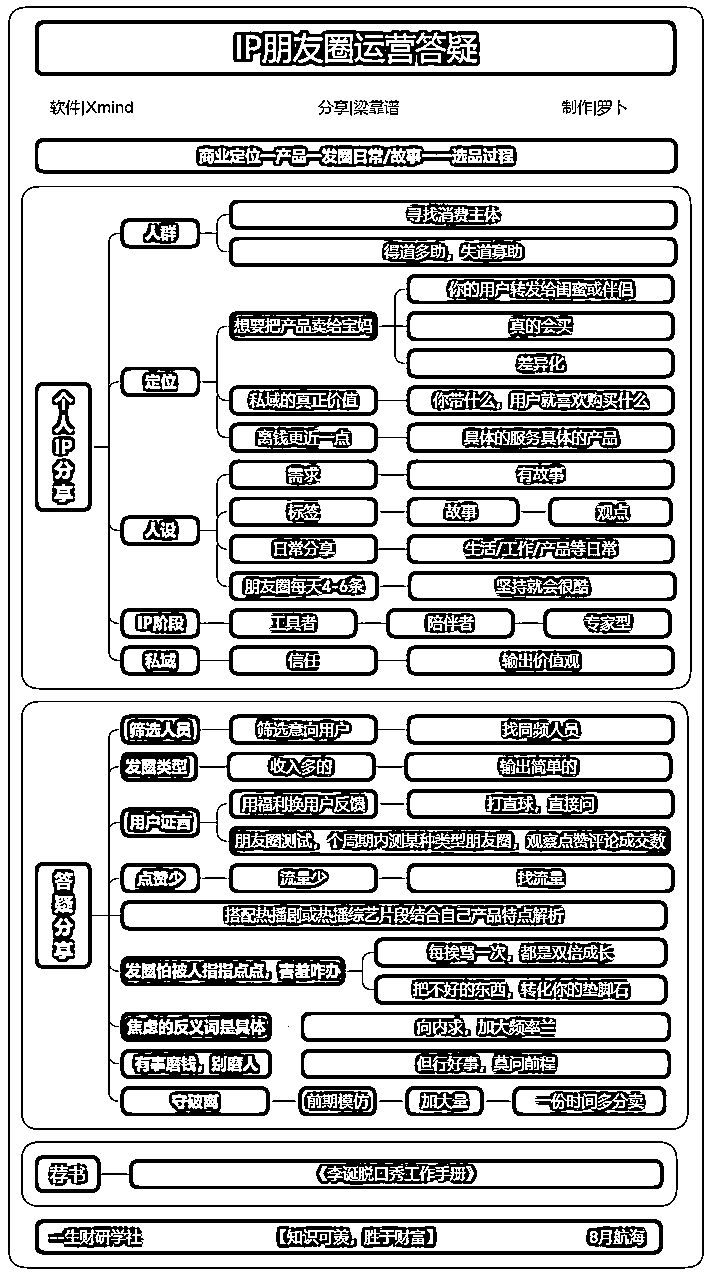 IP朋友圈运营答疑
软件|Xmind 分享|梁靠谱 制作|罗卜
商业定位—产品—发圈日常/故事——选品过程
个人IP分享
人群
寻找消费主体
得道多助，失道寡助
定位
想要把产品卖给宝妈
你的用户转发给闺蜜或伴侣
真的会买
差异化
私域的真正价值 你带什么，用户就喜欢购买什么
离钱更近一点 具体的服务具体的产品
人设
需求 有故事
标签 故事 观点
日常分享 生活/工作/产品等日常
朋友圈每天4-6条 坚持就会很酷
IP阶段 工具者 陪伴者 专家型
私域 信任 输出价值观
答疑分享
筛选人员 筛选意向用户 找同频人员
发圈类型 收入多的 输出简单的
用户证言
用福利换用户反馈 打直球，直接问
朋友圈测试，个周期内测某种类型朋友圈，观察点赞评论成交数
点赞少 流量少 找流量
搭配热播剧或热播综艺片段结合自己产品特点解析
发圈怕被人指指点点，害羞咋办
每挨骂一次，都是双倍成长
把不好的东西，转化你的垫脚石
焦虑的反义词是具体 向内求，加大频率兰
有事磨钱，别磨人 但行好事，莫问前程
守破离 前期模仿 加大量 一份时间多分卖
荐书 《李诞脱口秀工作手册》
一生财研学社 【知识可羡，胜于财富】 8月航海